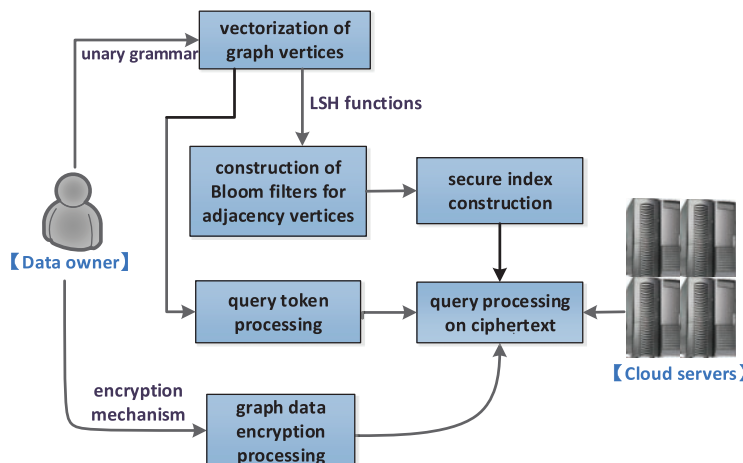 vectorization of
graph vertices
unary grammar
LSH functions
construction of
Bloom filters for
adjacency vertices
secure index
construction
【Data owner】
query token
processing
query processing
on ciphertext
【Cloud servers】
encryption
mechanism
graph data
encryption
processing